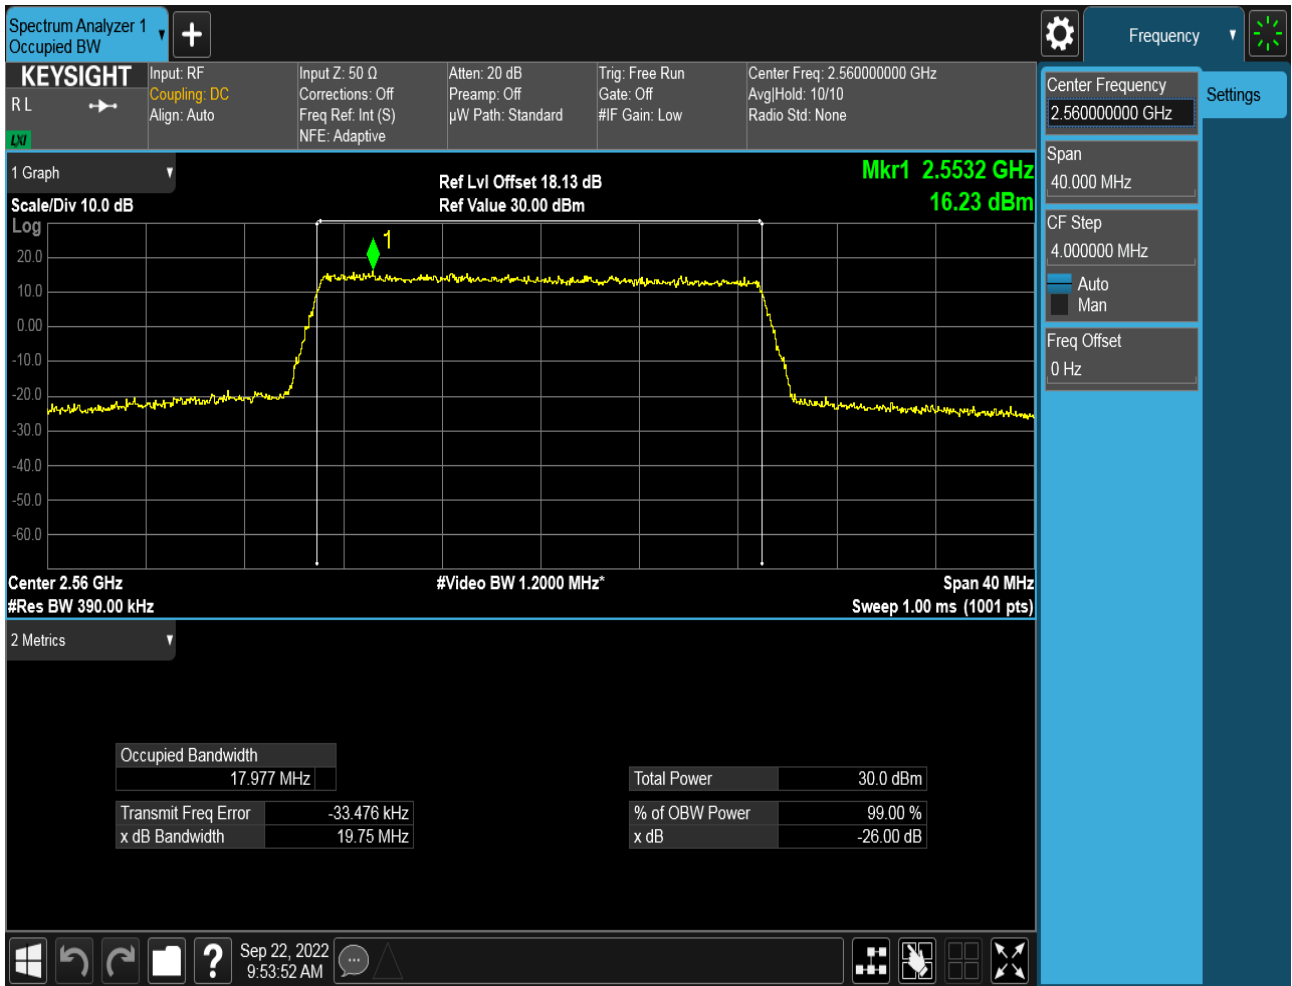 Spectrum Analyzer 1
Occupied BW
Frequency
KEYSIGHT
R L
LXI
Input: RF
Coupling: DC
Align: Auto
Input Z: 50 Ω
Corrections: Off
Freq Ref: Int (S)
NFE: Adaptive
Atten: 20 dB
Preamp: Off
µW Path: Standard
Trig: Free Run
Gate: Off
#IF Gain: Low
Center Freq: 2.560000000 GHz
Avg|Hold: 10/10
Radio Std: None
Center Frequency
2.560000000 GHz
Settings
Span
40.000 MHz
CF Step
4.000000 MHz
Auto
Man
Freq Offset
0 Hz
1 Graph
Scale/Div 10.0 dB
Log
Ref Lvl Offset 18.13 dB
Ref Value 30.00 dBm
Mkr1 2.5532 GHz
16.23 dBm
1
20.0
10.0
0.00
-10.0
-20.0
-30.0
-40.0
-50.0
-60.0
Center 2.56 GHz
#Res BW 390.00 kHz
#Video BW 1.2000 MHz*
Span 40 MHz
Sweep 1.00 ms (1001 pts)
2 Metrics
Occupied Bandwidth
17.977 MHz
Transmit Freq Error -33.476 kHz
x dB Bandwidth 19.75 MHz
Total Power 30.0 dBm
% of OBW Power 99.00 %
x dB -26.00 dB
?
Sep 22, 2022
9:53:52 AM